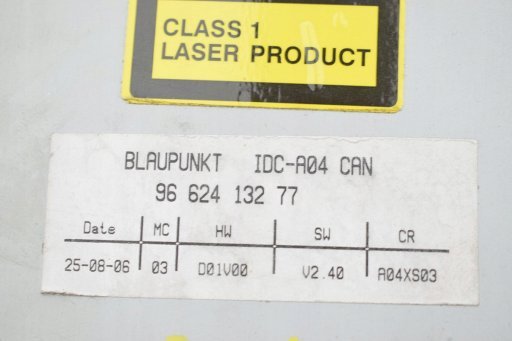 CLASS 1
LASER PRODUCT
BLAUPUNKT IDC-A04 CAN
96 624 132 77
Date MC HW SW CR
25-08-06 03 D01V00 V2.40 A04XS03